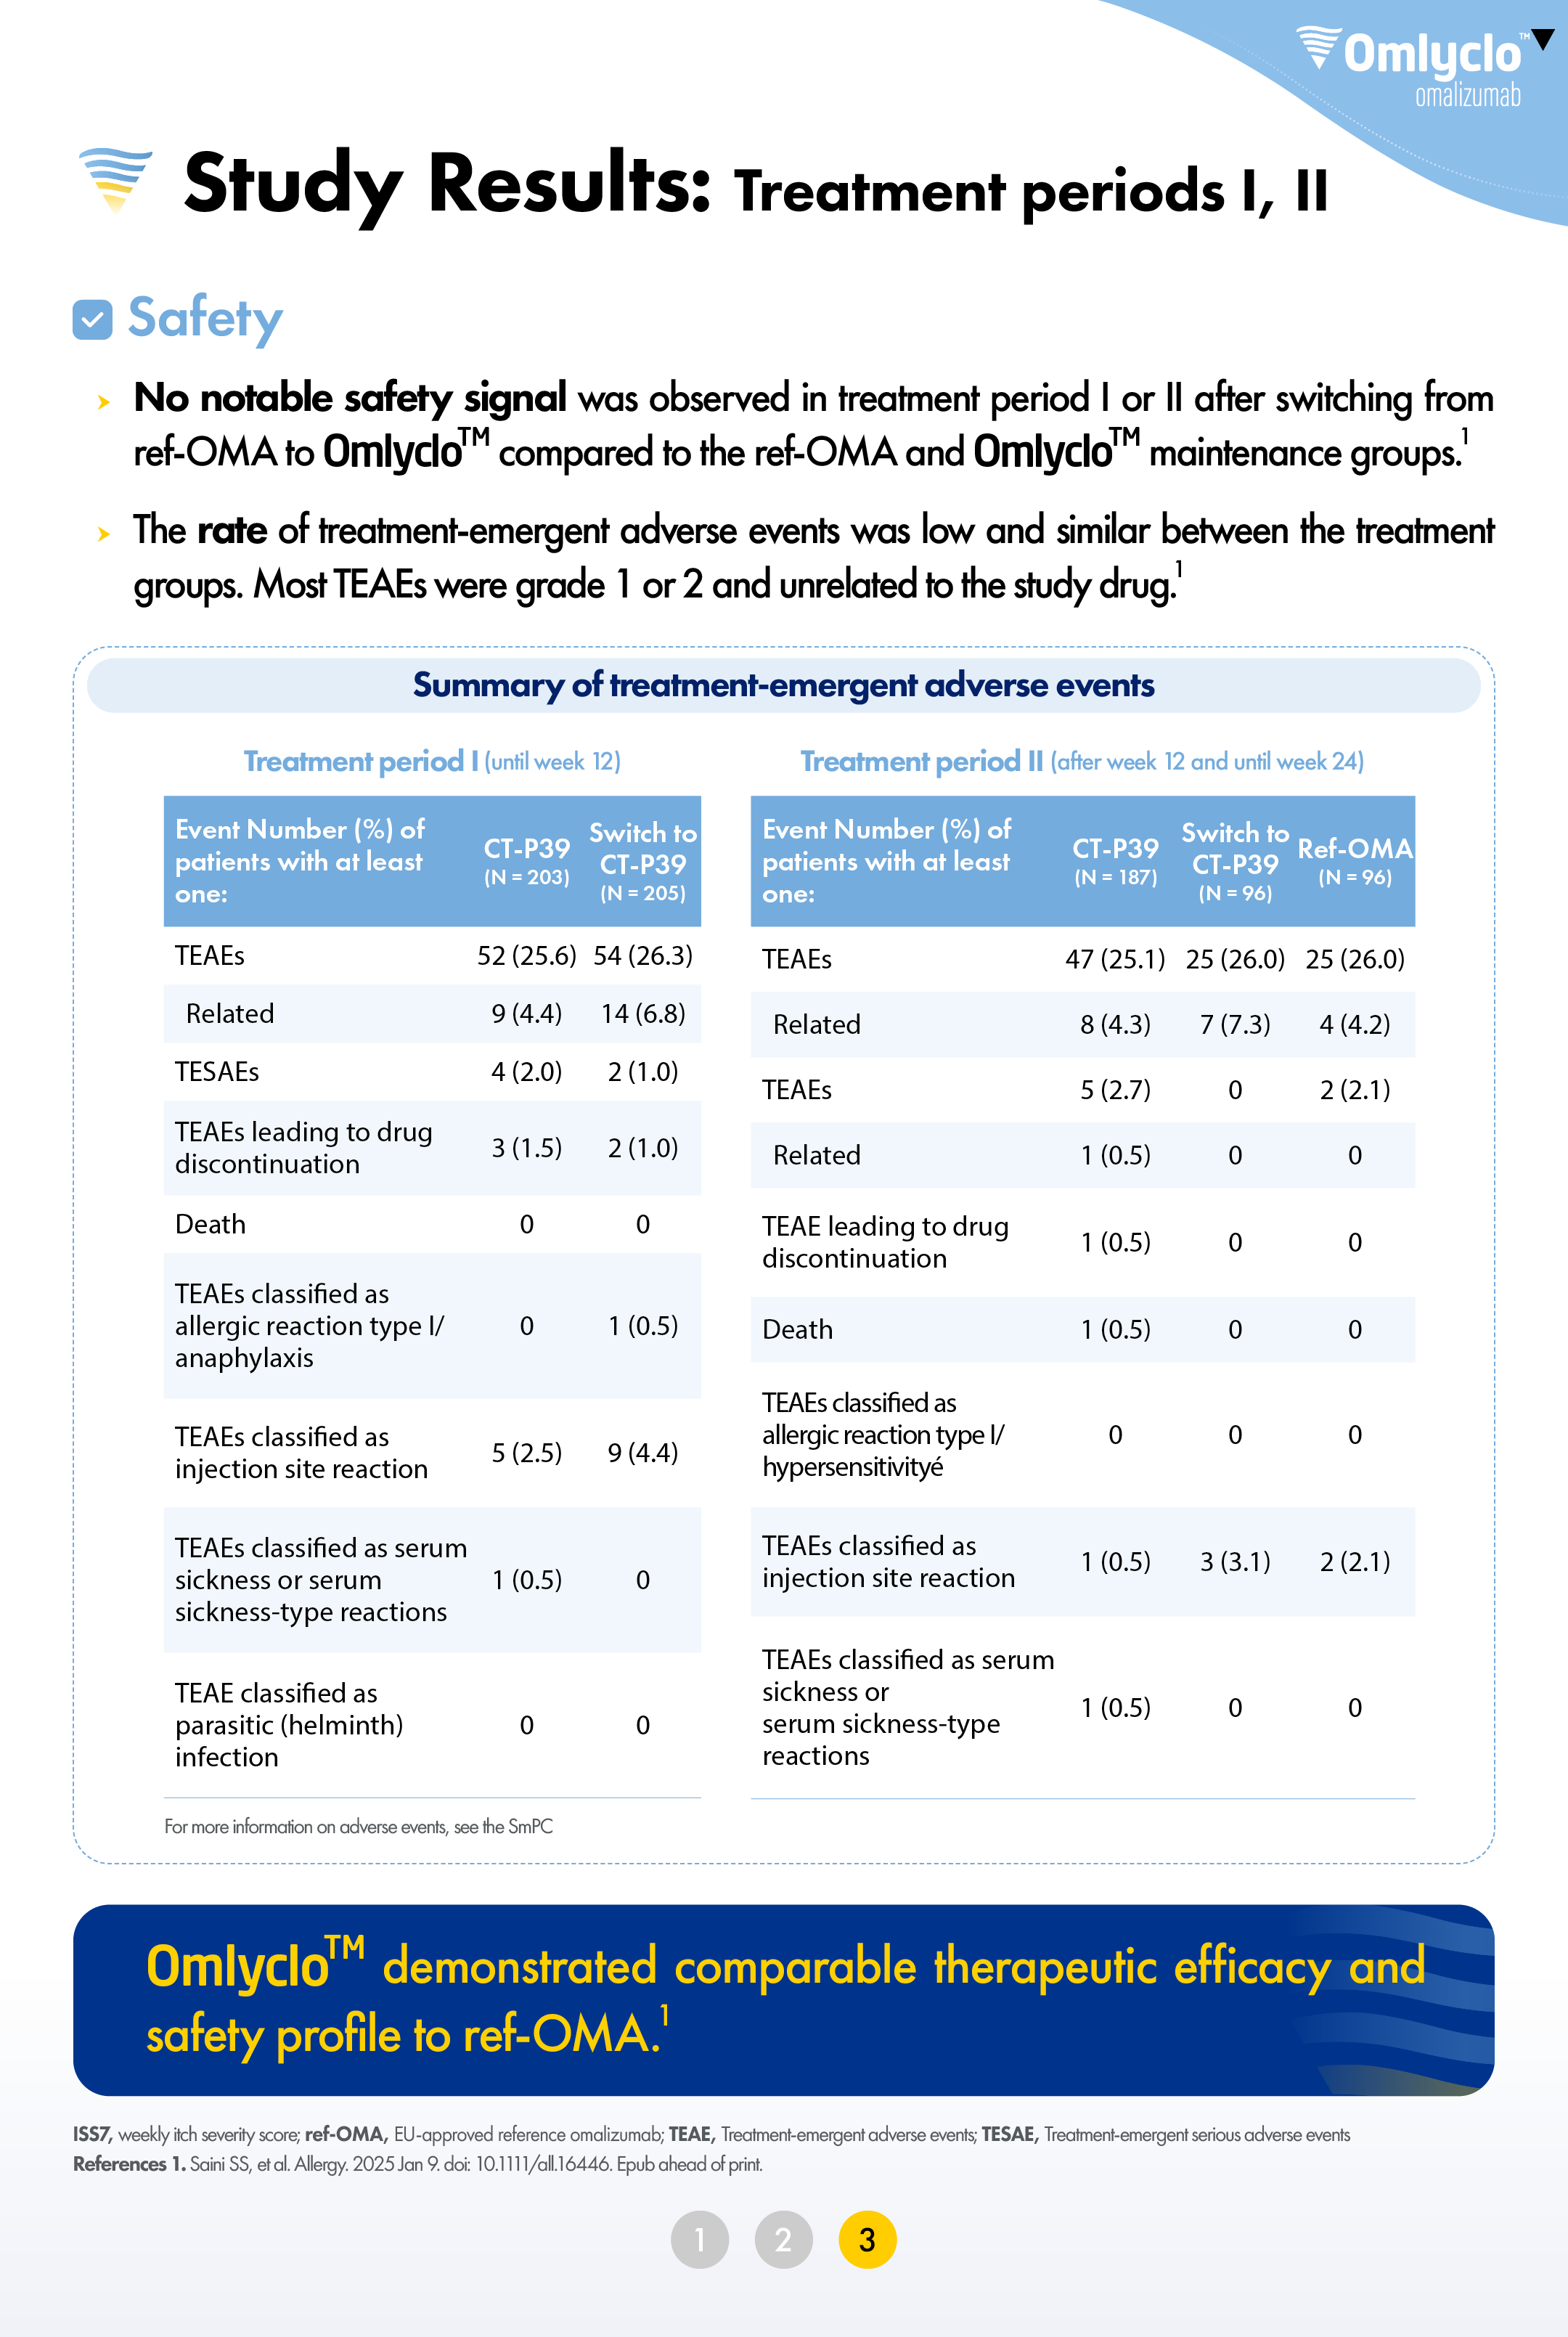 Omlyclo™▼
omalizumab
Study Results: Treatment periods I, II
Safety
No notable safety signal was observed in treatment period I or II after switching from
ref-OMA to Omlyclo™ compared to the ref-OMA and Omlyclo™ maintenance groups.1
The rate of treatment-emergent adverse events was low and similar between the treatment
groups. Most TEAEs were grade 1 or 2 and unrelated to the study drug.1
Summary of treatment-emergent adverse events
Treatment period I (until week 12)
Event Number (%) of
patients with at least
one:
CT-P39
(N = 203)
Switch to
CT-P39
(N = 205)
TEAEs 52 (25.6) 54 (26.3)
Related 9 (4.4) 14 (6.8)
TESAEs 4 (2.0) 2 (1.0)
TEAEs leading to drug
discontinuation
3 (1.5) 2 (1.0)
Death 0 0
TEAEs classified as
allergic reaction type I/
anaphylaxis
0 1 (0.5)
TEAEs classified as
injection site reaction
5 (2.5) 9 (4.4)
TEAEs classified as serum
sickness or serum
sickness-type reactions
1 (0.5) 0
TEAE classified as
parasitic (helminth)
infection
0 0
For more information on adverse events, see the SmPC
Treatment period II (after week 12 and until week 24)
Event Number (%) of
patients with at least
one:
CT-P39
(N = 187)
Switch to
CT-P39
(N = 96)
Ref-OMA
(N = 96)
TEAEs 47 (25.1) 25 (26.0) 25 (26.0)
Related 8 (4.3) 7 (7.3) 4 (4.2)
TEAEs 5 (2.7) 0 2 (2.1)
Related 1 (0.5) 0 0
TEAE leading to drug
discontinuation
1 (0.5) 0 0
Death 1 (0.5) 0 0
TEAEs classified as
allergic reaction type I/
hypersensitivityé
0 0 0
TEAEs classified as
injection site reaction
1 (0.5) 3 (3.1) 2 (2.1)
TEAEs classified as serum
sickness or
serum sickness-type
reactions
1 (0.5) 0 0
Omlyclo™ demonstrated comparable therapeutic efficacy and
safety profile to ref-OMA.1
ISS7, weekly itch severity score; ref-OMA, EU-approved reference omalizumab; TEAE, Treatment-emergent adverse events; TESAE, Treatment-emergent serious adverse events
References 1. Saini SS, et al. Allergy. 2025 Jan 9. doi: 10.1111/all.16446. Epub ahead of print.
1 2 3